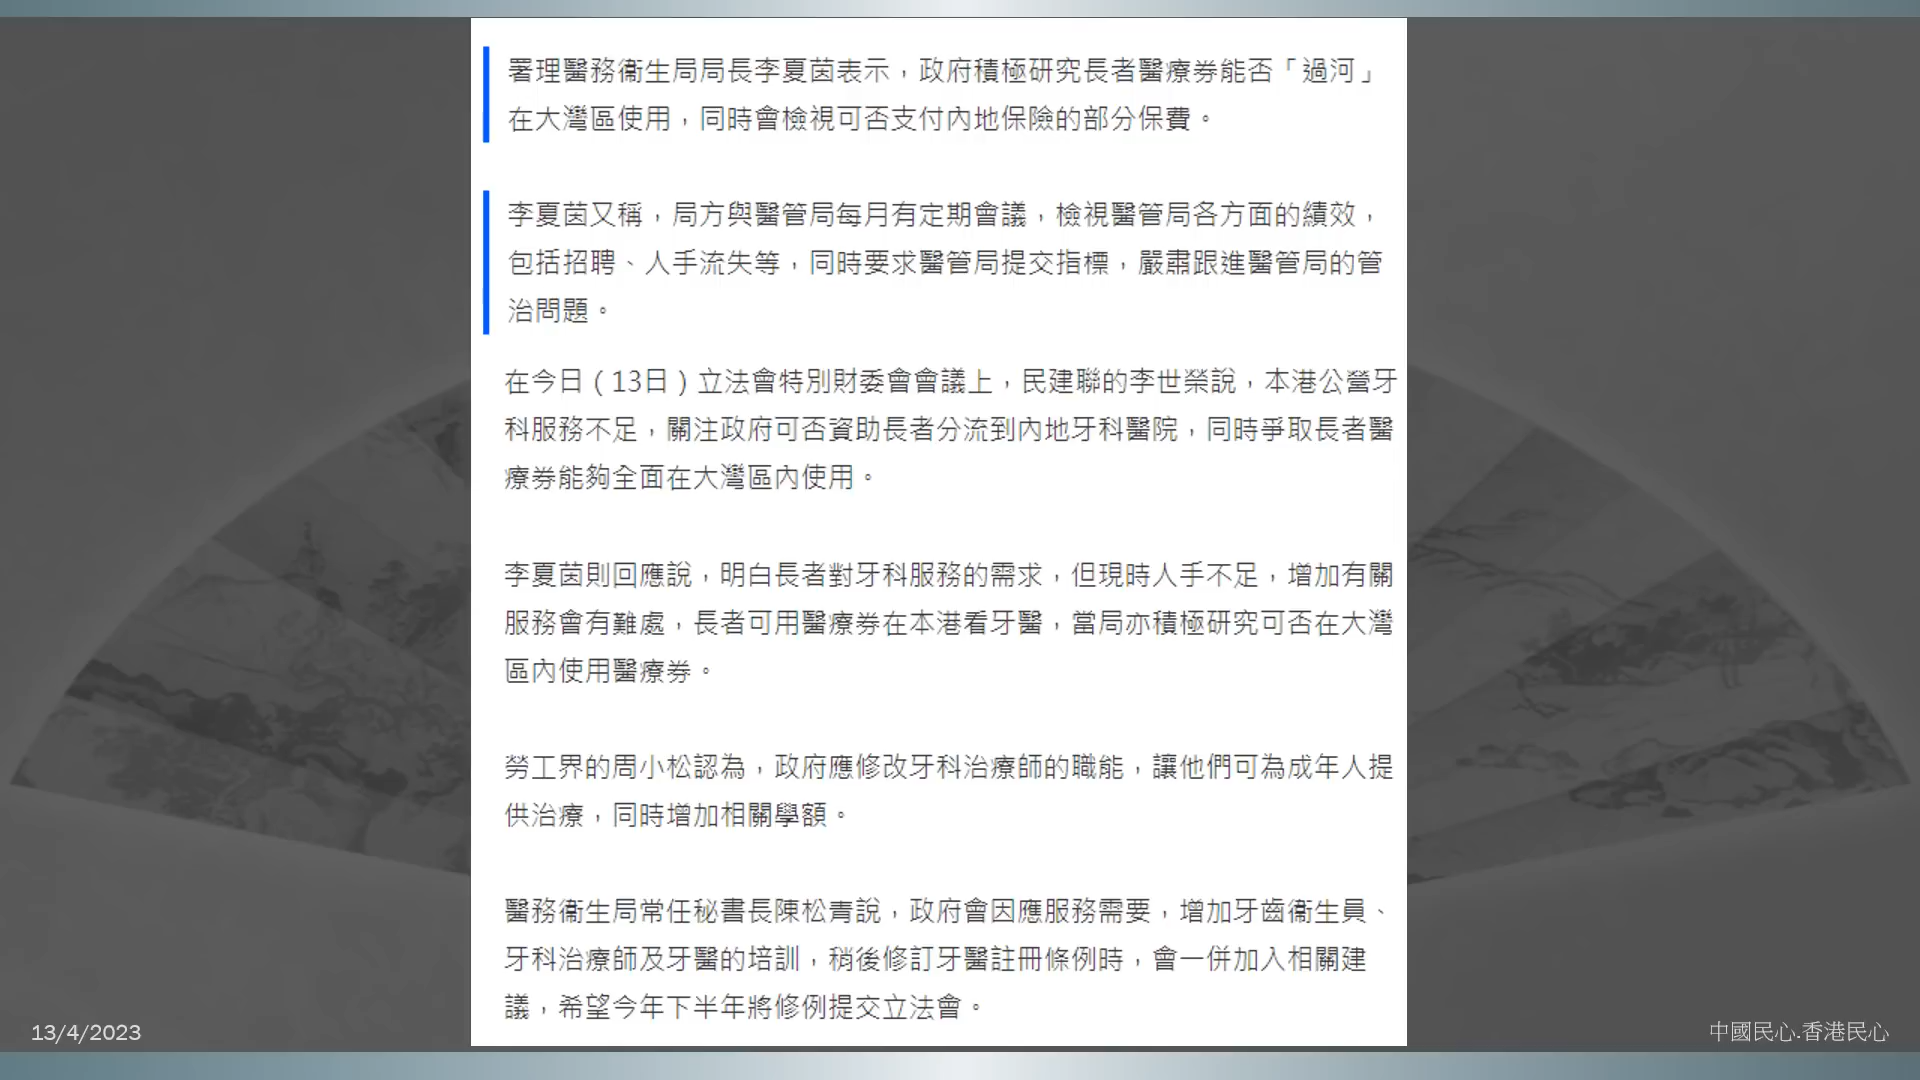 署理醫務衞生局局長李夏茵表示，政府積極研究長者醫療券能否「過河」
在大灣區使用，同時會檢視可否支付內地保險的部分保費。
李夏茵又稱，局方與醫管局每月有定期會議，檢視醫管局各方面的績效，
包括招聘、人手流失等，同時要求醫管局提交指標，嚴肅跟進醫管局的管
治問題。
在今日（13日）立法會特別財委會會議上，民建聯的李世榮說，本港公營牙
科服務不足，關注政府可否資助長者分流到內地牙科醫院，同時爭取長者醫
療券能夠全面在大灣區內使用。
李夏茵則回應說，明白長者對牙科服務的需求，但現時人手不足，增加有關
服務會有難處，長者可用醫療券在本港看牙醫，當局亦積極研究可否在大灣
區內使用醫療券。
勞工界的周小松認為，政府應修改牙科治療師的職能，讓他們可為成年人提
供治療，同時增加相關學額。
醫務衞生局常任秘書長陳松青說，政府會因應服務需要，增加牙齒衞生員、
牙科治療師及牙醫的培訓，稍後修訂牙醫註冊條例時，會一併加入相關建
議，希望今年下半年將修例提交立法會。
13/4/2023
中國民心.香港民心